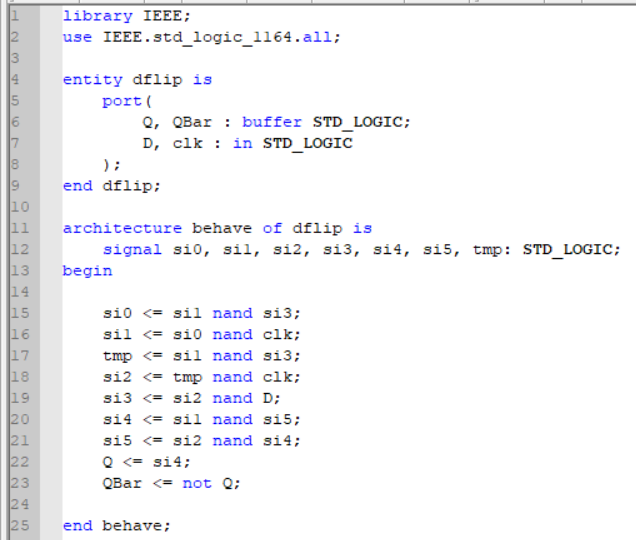 1 library IEEE;
2 use IEEE.std_logic_1164.all;
3
4 entity dflip is
5     port(
6         Q, QBar : buffer STD_LOGIC;
7         D, clk : in STD_LOGIC
8     );
9 end dflip;
10
11 architecture behave of dflip is
12     signal si0, si1, si2, si3, si4, si5, tmp: STD_LOGIC;
13 begin
14
15     si0 <= si1 nand si3;
16     si1 <= si0 nand clk;
17     tmp <= si1 nand si3;
18     si2 <= tmp nand clk;
19     si3 <= si2 nand D;
20     si4 <= si1 nand si5;
21     si5 <= si2 nand si4;
22     Q <= si4;
23     QBar <= not Q;
24
25 end behave;